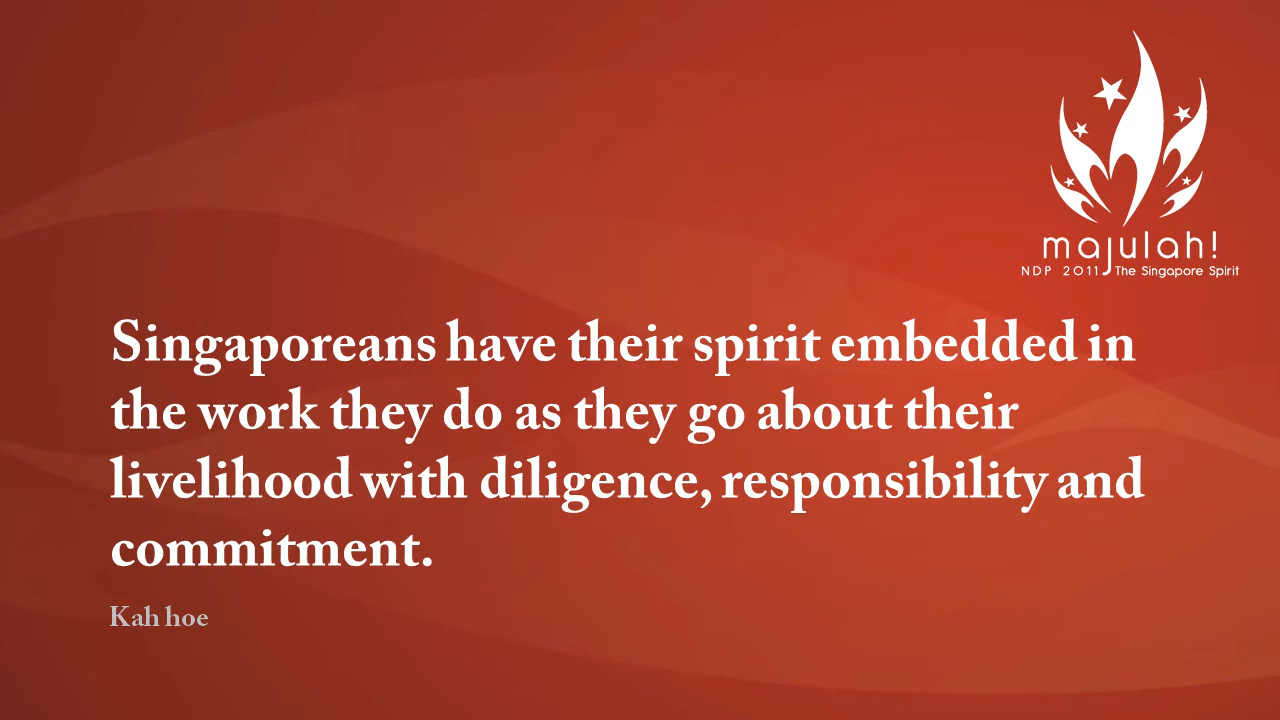 majulah!
NDP 2011 The Singapore Spirit
Singaporeans have their spirit embedded in
the work they do as they go about their
livelihood with diligence, responsibility and
commitment.
Kah hoe